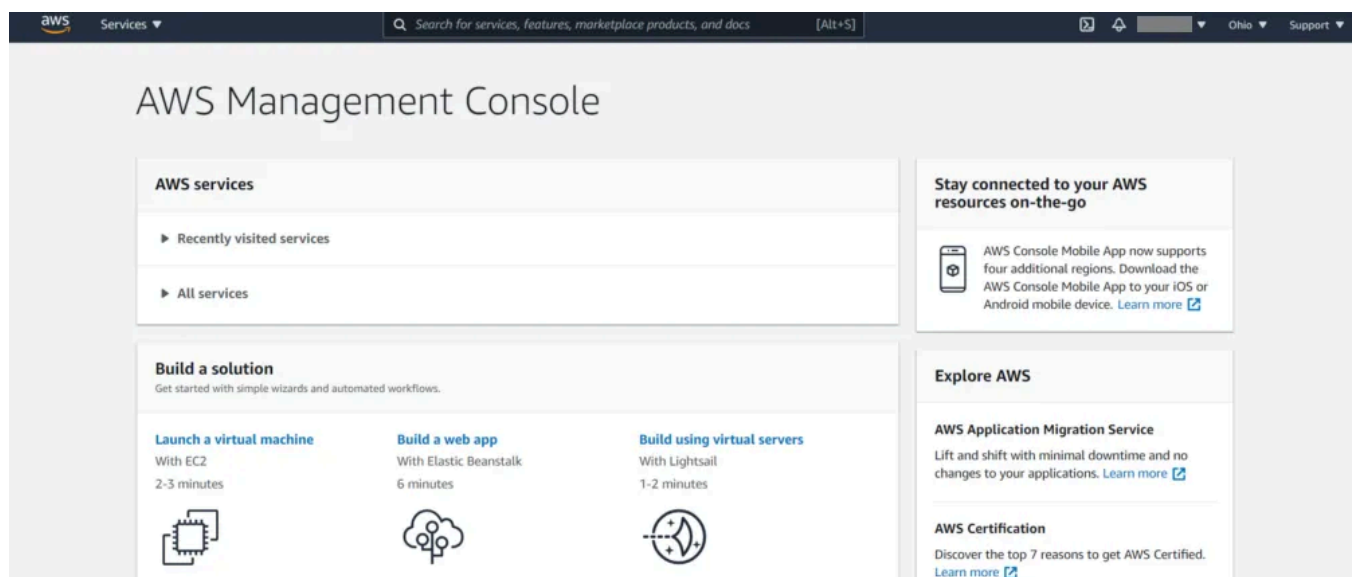 aws Services ▼ Search for services, features, marketplace products, and docs [Alt+S] ▼ Ohio ▼ Support ▼
AWS Management Console
AWS services
Recently visited services
All services
Build a solution
Get started with simple wizards and automated workflows.
Launch a virtual machine
With EC2
2-3 minutes
Build a web app
With Elastic Beanstalk
6 minutes
Build using virtual servers
With Lightsail
1-2 minutes
Stay connected to your AWS
resources on-the-go
AWS Console Mobile App now supports
four additional regions. Download the
AWS Console Mobile App to your iOS or
Android mobile device. Learn more
Explore AWS
AWS Application Migration Service
Lift and shift with minimal downtime and no
changes to your applications. Learn more
AWS Certification
Discover the top 7 reasons to get AWS Certified.
Learn more